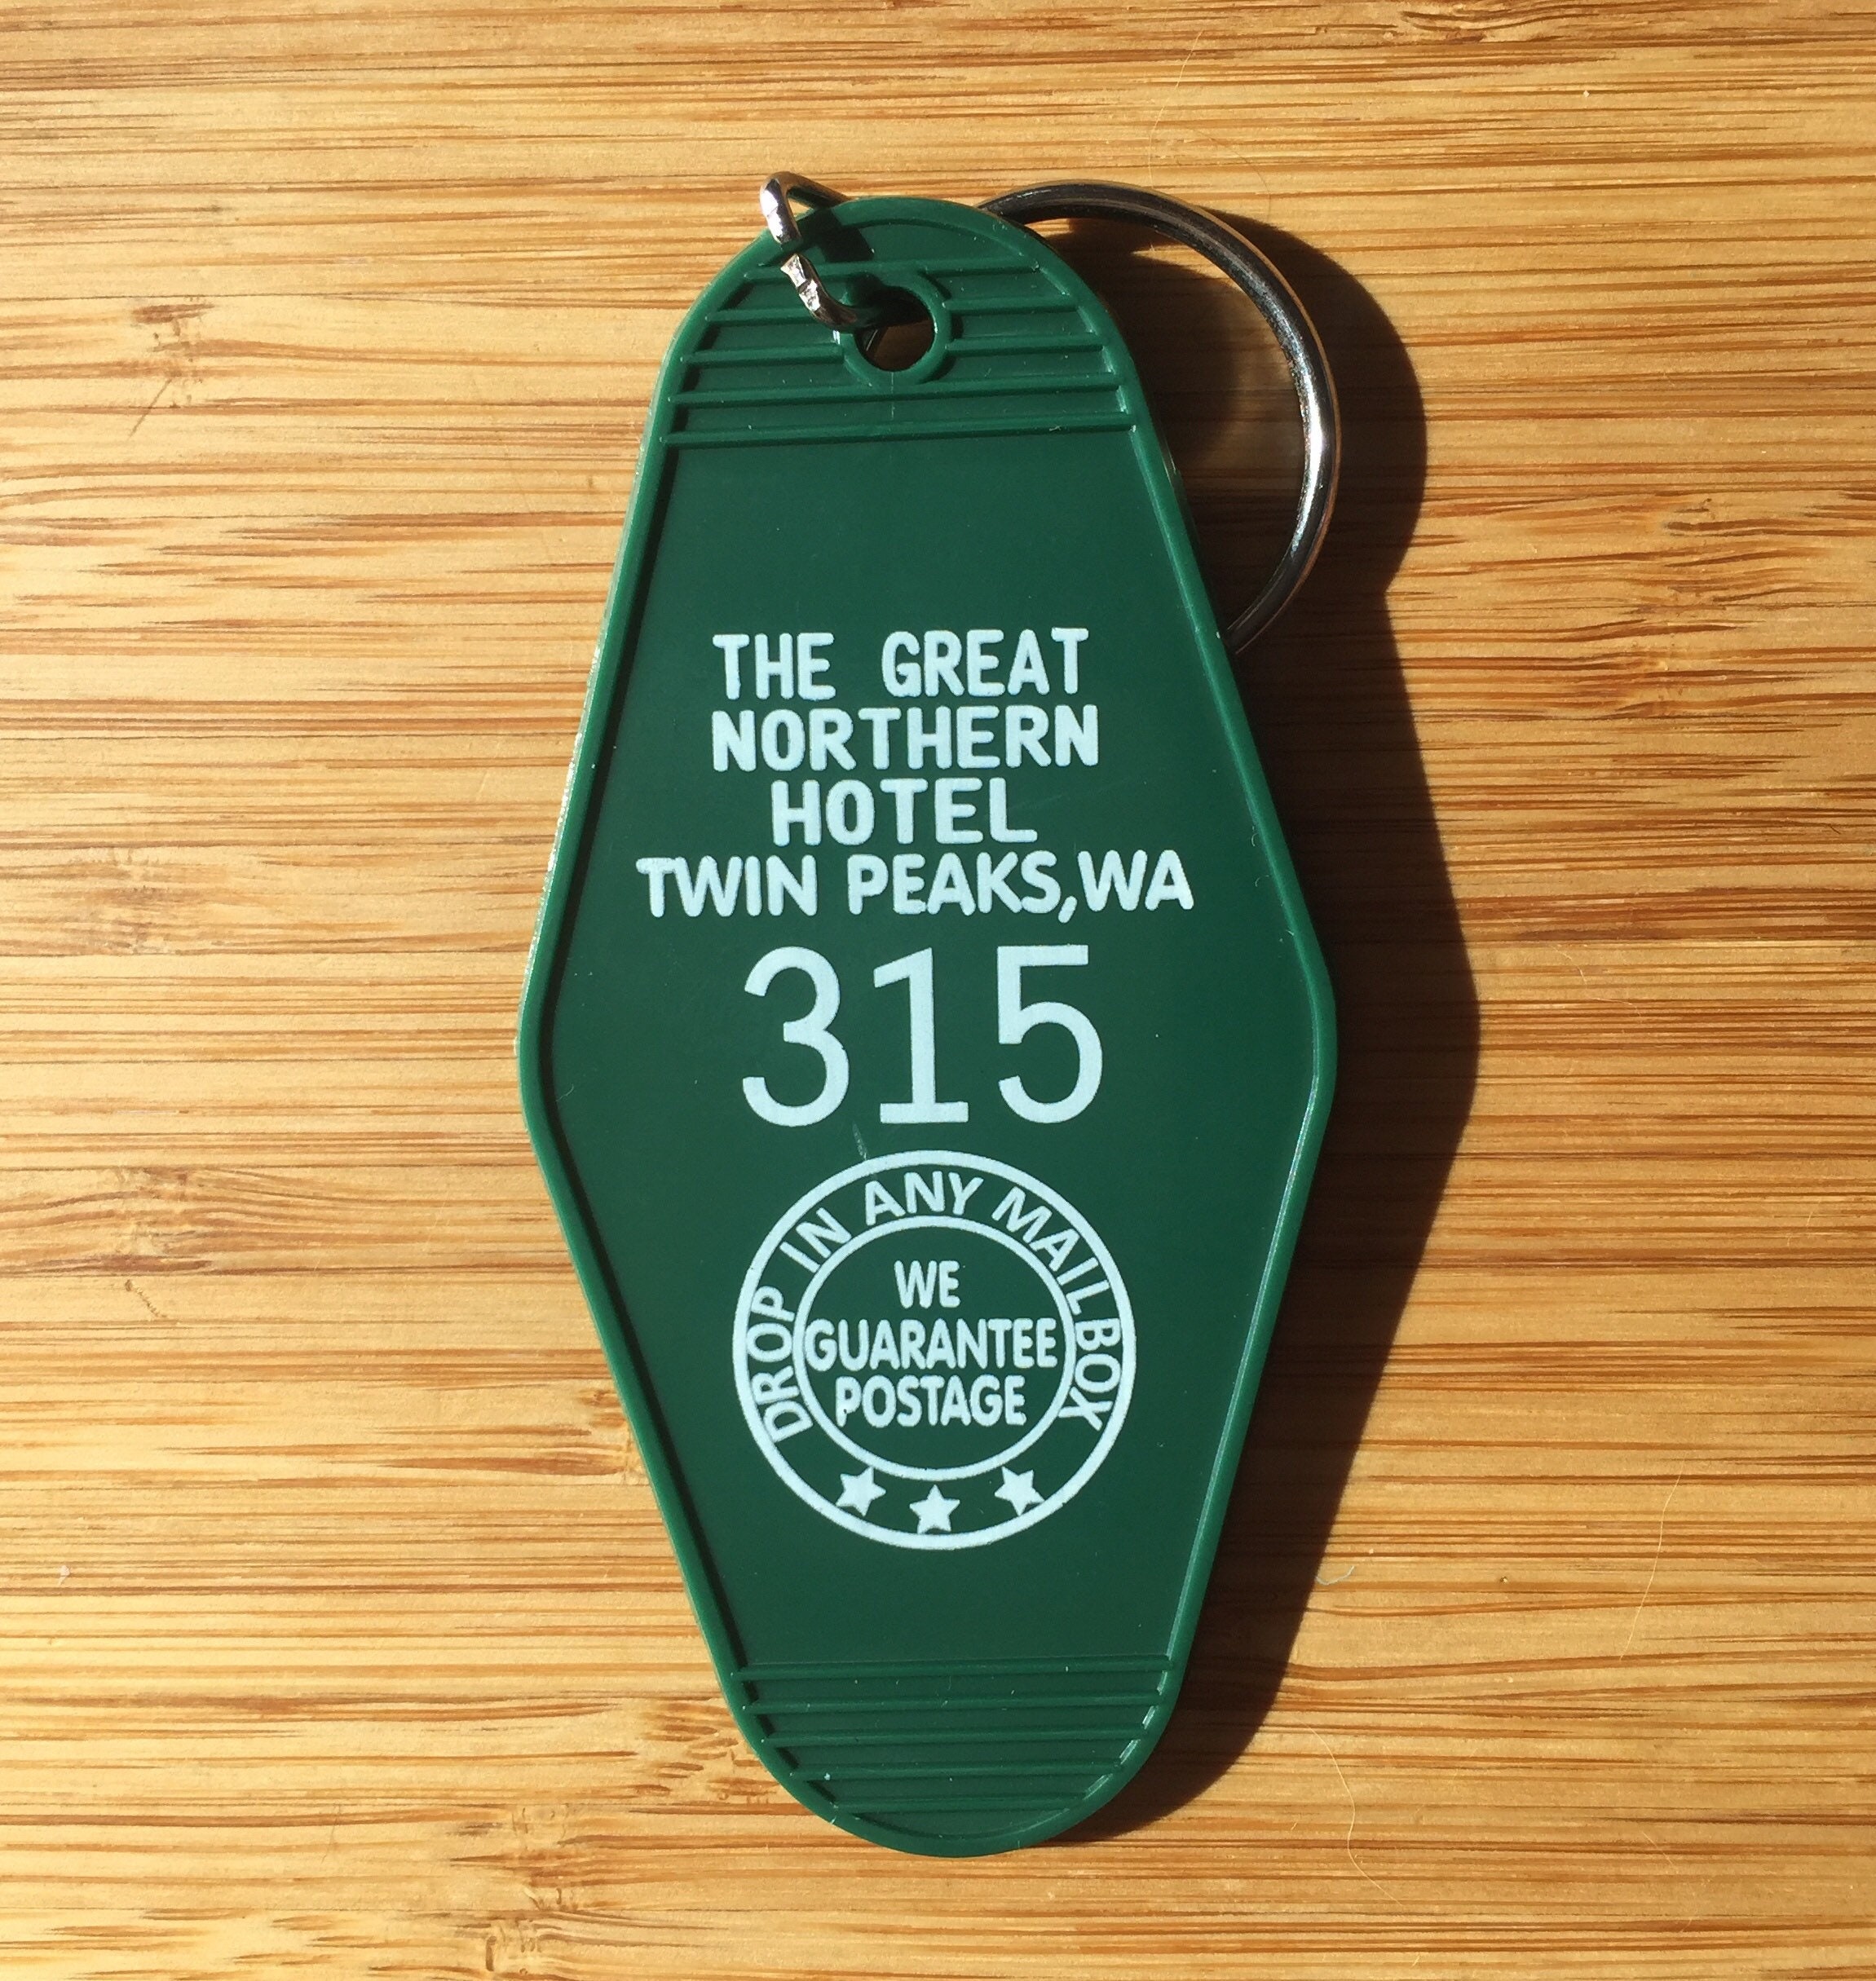 THE GREAT
NORTHERN
HOTEL
TWIN PEAKS,WA
315
DROP IN ANY MAILBOX
WE
GUARANTEE
POSTAGE